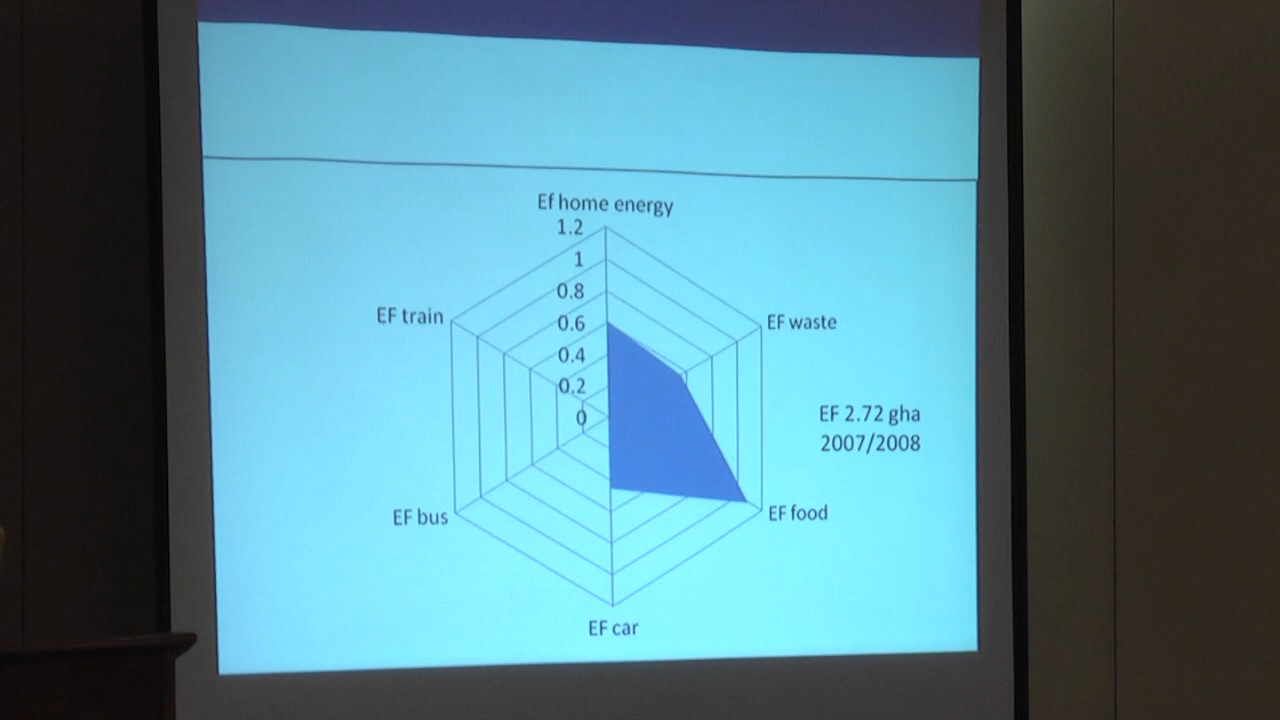 Ef home energy
1.2
1
0.8
0.6
0.4
0.2
0
EF train
EF waste
EF 2.72 gha
2007/2008
EF bus
EF food
EF car